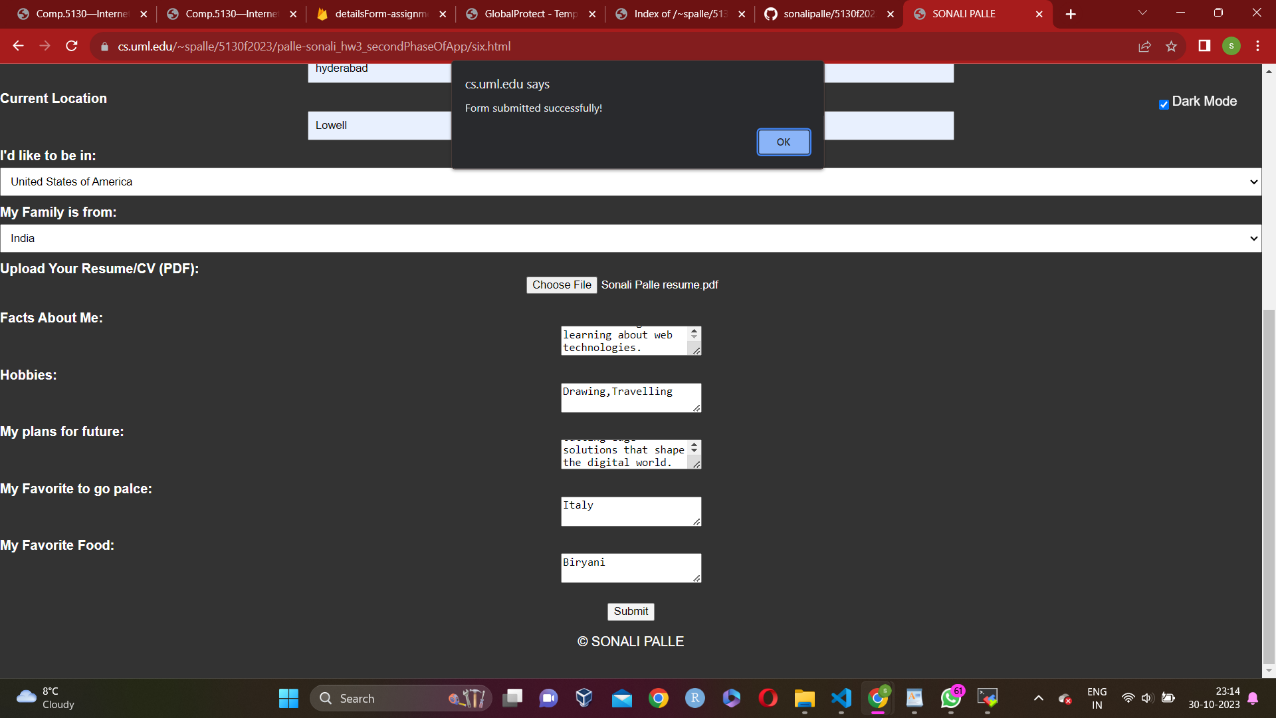 Comp.5130—Interne
Comp.5130—Interne
detailsForm-assignm
GlobalProtect - Temp
Index of /~spalle/513
sonalipalle/5130f202
SONALI PALLE
cs.uml.edu/~spalle/5130f2023/palle-sonali_hw3_secondPhaseOfApp/six.html
S
hyderabad
cs.uml.edu says
Form submitted successfully!
OK
Current Location
Dark Mode
Lowell
I'd like to be in:
United States of America
My Family is from:
India
Upload Your Resume/CV (PDF):
Choose File Sonali Palle resume.pdf
Facts About Me:
learning about web
technologies.
Hobbies:
Drawing,Travelling
My plans for future:
solutions that shape
the digital world.
My Favorite to go palce:
Italy
My Favorite Food:
Biryani
Submit
© SONALI PALLE
8°C
Cloudy
Search
R
S
61
ENG
IN
23:14
30-10-2023